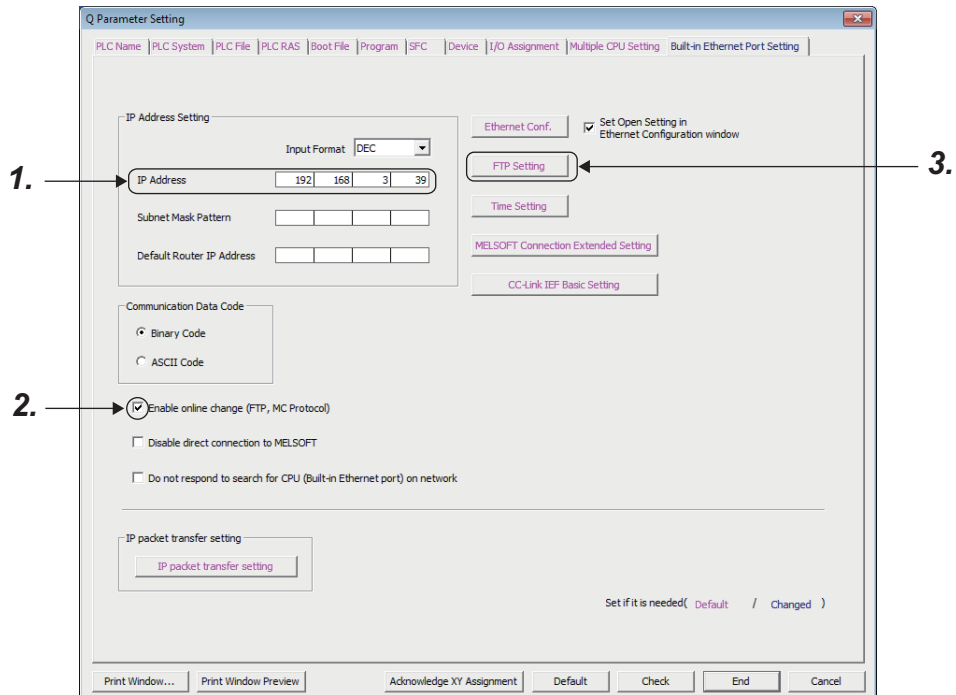 Q Parameter Setting
PLC Name PLC System PLC File PLC RAS Boot File Program SFC Device I/O Assignment Multiple CPU Setting Built-in Ethernet Port Setting
IP Address Setting
Input Format DEC
1. IP Address 192 168 3 39
Subnet Mask Pattern
Default Router IP Address
Ethernet Conf.
Set Open Setting in
Ethernet Configuration window
FTP Setting 3.
Time Setting
MELSOFT Connection Extended Setting
CC-Link IEF Basic Setting
Communication Data Code
Binary Code
ASCII Code
2. Enable online change (FTP, MC Protocol)
Disable direct connection to MELSOFT
Do not respond to search for CPU (Built-in Ethernet port) on network
IP packet transfer setting
IP packet transfer setting
Set if it is needed( Default / Changed )
Print Window... Print Window Preview Acknowledge XY Assignment Default Check End Cancel